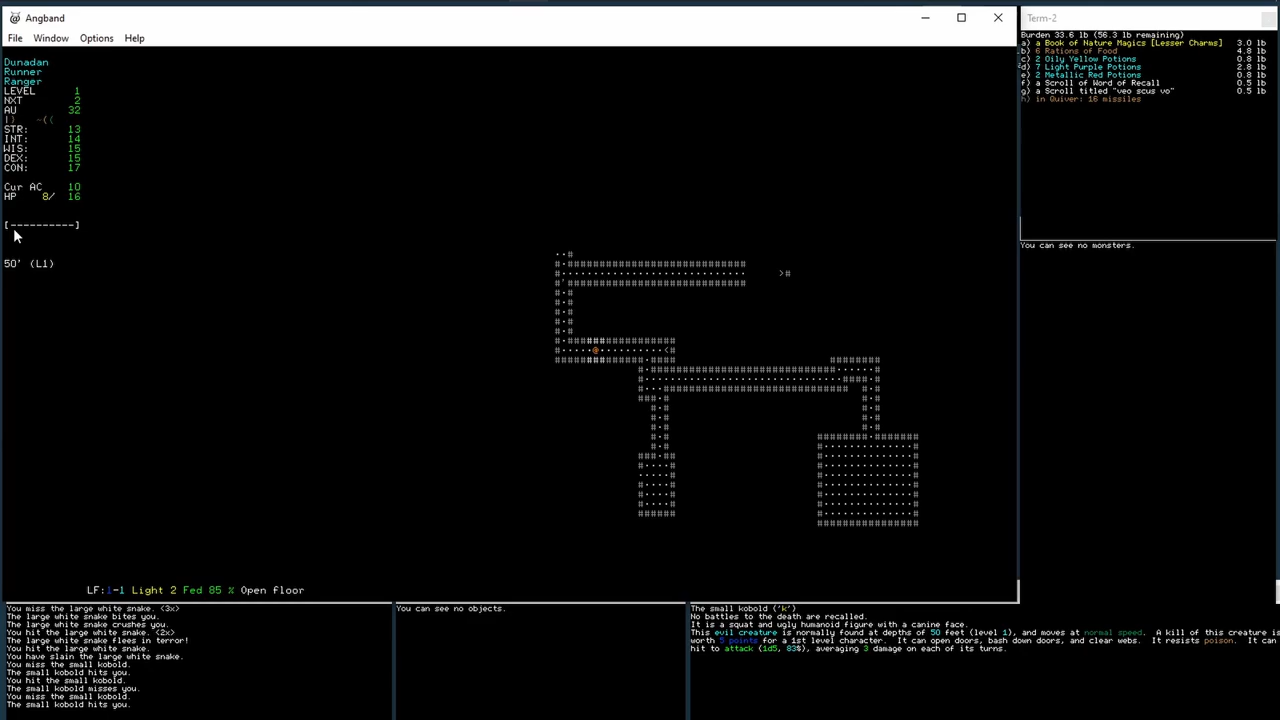 Angband
File Window Options Help
Dunadan
Runner
Ranger
LEVEL 1
NXT 2
AU 32
STR: 13
INT: 14
WIS: 15
DEX: 15
CON: 17
Cur AC 10
HP 8/ 16
[----------]
50' (L1)
LF:1-1 Light 2 Fed 85 % Open floor
Term-2
Burden 33.6 lb (56.3 lb remaining)
a) a Book of Nature Magics [Lesser Charms] 3.0 lb
b) 6 Rations of Food 4.8 lb
c) 2 Oily Yellow Potions 0.8 lb
d) 7 Light Purple Potions 2.8 lb
e) 2 Metallic Red Potions 0.8 lb
f) a Scroll of Word of Recall 0.5 lb
g) a Scroll titled "veo scus vo" 0.5 lb
h) in Quiver: 16 missiles
You can see no monsters.
You miss the large white snake. <3x>
The large white snake bites you.
The large white snake crushes you.
You hit the large white snake. <2x>
The large white snake flees in terror!
You hit the large white snake.
You have slain the large white snake.
You miss the small kobold.
The small kobold hits you.
You hit the small kobold.
The small kobold misses you.
You miss the small kobold.
The small kobold hits you.
You can see no objects.
The small kobold ('k')
No battles to the death are recalled.
It is a squat and ugly humanoid figure with a canine face.
This evil creature is normally found at depths of 50 feet (level 1), and moves at normal speed. A kill of this creature is
worth 5 points for a 1st level character. It can open doors, bash down doors, and clear webs. It resists poison. It can
hit to attack (1d5, 83%), averaging 3 damage on each of its turns.